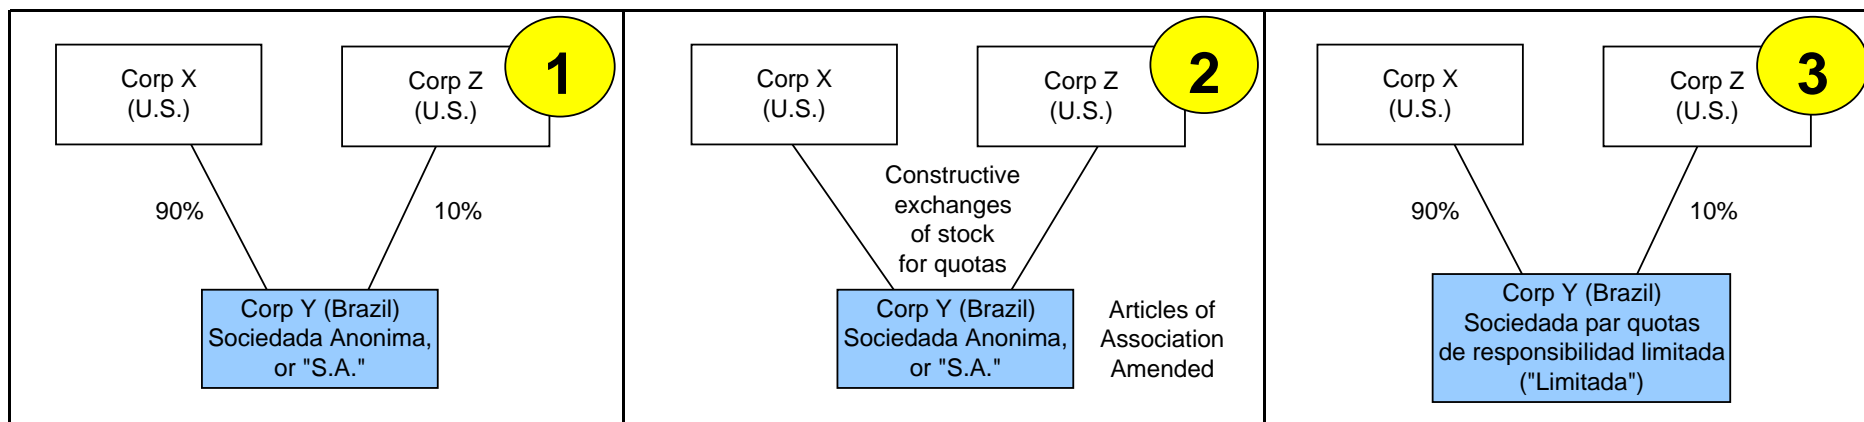 Corp X
(U.S.)
Corp Z
(U.S.)
1
90%
10%
Corp Y (Brazil)
Sociedada Anonima,
or "S.A."
Corp X
(U.S.)
Corp Z
(U.S.)
2
Constructive
exchanges
of stock
for quotas
Corp Y (Brazil)
Sociedada Anonima,
or "S.A."
Articles of
Association
Amended
Corp X
(U.S.)
Corp Z
(U.S.)
3
90%
10%
Corp Y (Brazil)
Sociedada par quotas
de responsibilidad limitada
("Limitada")